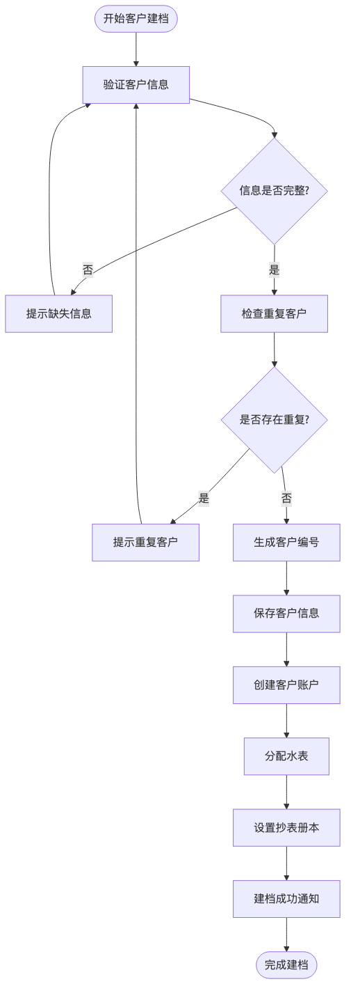 开始客户建档
验证客户信息
信息是否完整?
否
是
提示缺失信息
检查重复客户
是否存在重复?
是
否
提示重复客户
生成客户编号
保存客户信息
创建客户账户
分配水表
设置抄表册本
建档成功通知
完成建档